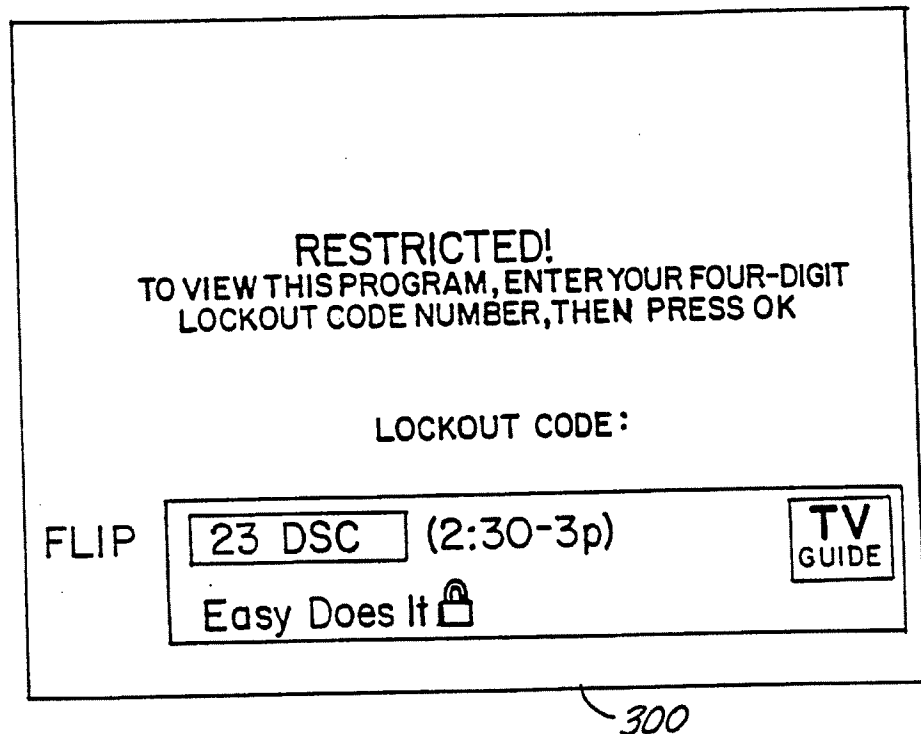 RESTRICTED!
TO VIEW THIS PROGRAM, ENTER YOUR FOUR-DIGIT
LOCKOUT CODE NUMBER, THEN PRESS OK
LOCKOUT CODE:
FLIP
23 DSC (2:30-3p)
TV
GUIDE
Easy Does It
300